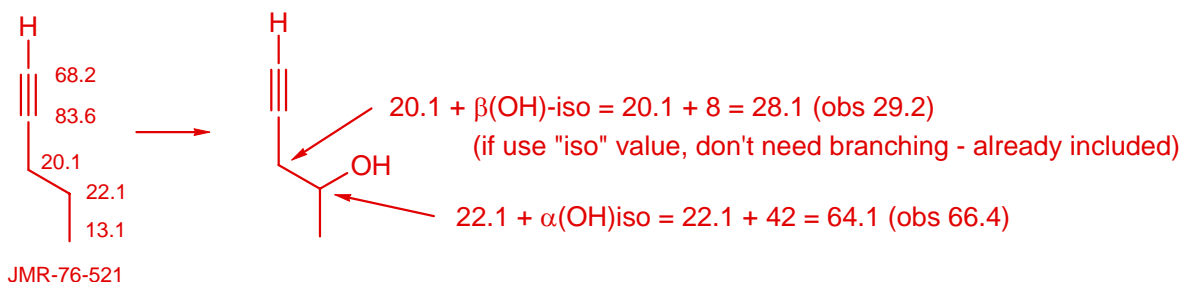 H
68.2
83.6
20.1
22.1
13.1
JMR-76-521
H
OH
20.1 + β(OH)-iso = 20.1 + 8 = 28.1 (obs 29.2)
(if use "iso" value, don't need branching - already included)
22.1 + α(OH)iso = 22.1 + 42 = 64.1 (obs 66.4)